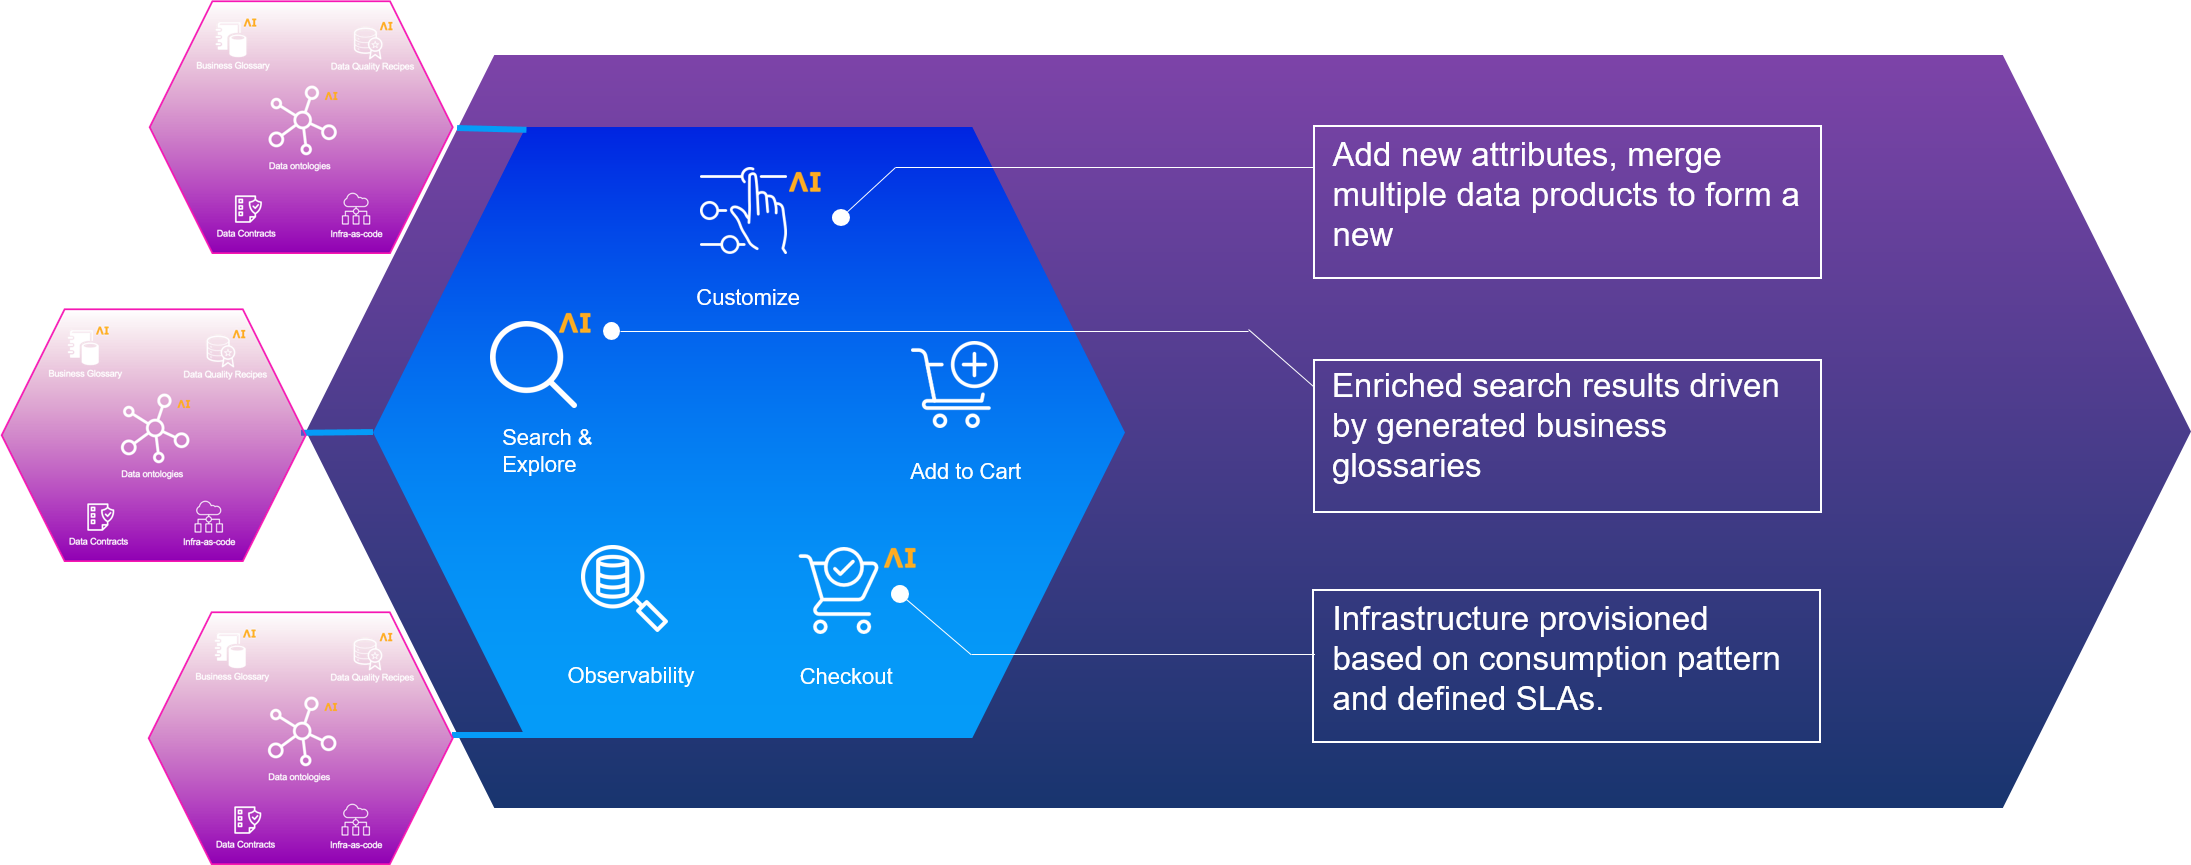 AI
AI
Business Glossary
Data Quality Recipes
AI
Data ontologies
Data Contracts
Infra-as-code
AI
AI
Business Glossary
Data Quality Recipes
AI
Data ontologies
Data Contracts
Infra-as-code
AI
AI
Business Glossary
Data Quality Recipes
AI
Data ontologies
Data Contracts
Infra-as-code
AI
Customize
AI
Search &
Explore
Add to Cart
Observability
AI
Checkout
Add new attributes, merge
multiple data products to form a
new
Enriched search results driven
by generated business
glossaries
Infrastructure provisioned
based on consumption pattern
and defined SLAs.